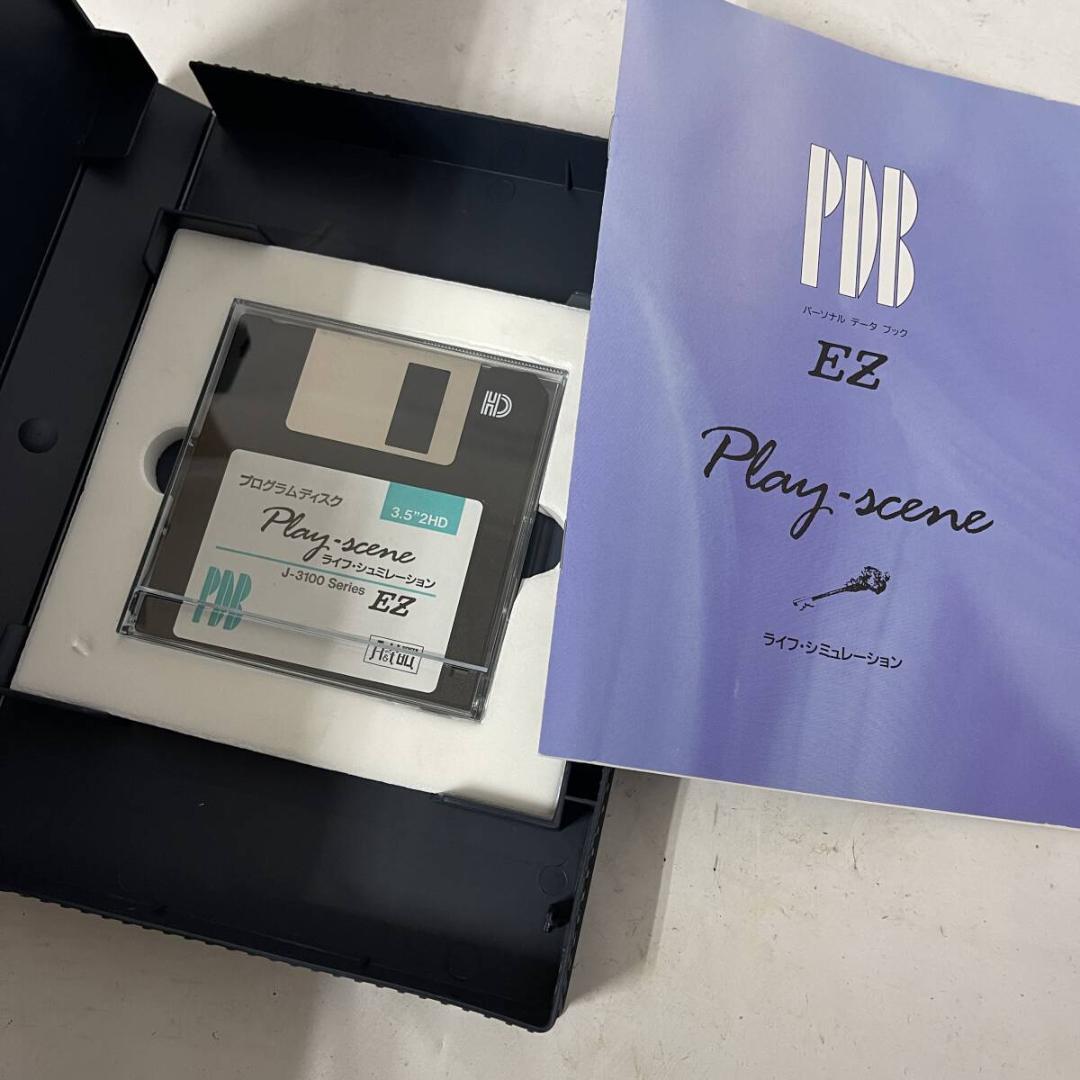 HD
プログラムディスク
3.5"2HD
Play-scene
ライフ・シュミレーション
J-3100 Series
EZ
PDB
PDB
パーソナル データ ブック
EZ
Play-scene
ライフ・シミュレーション